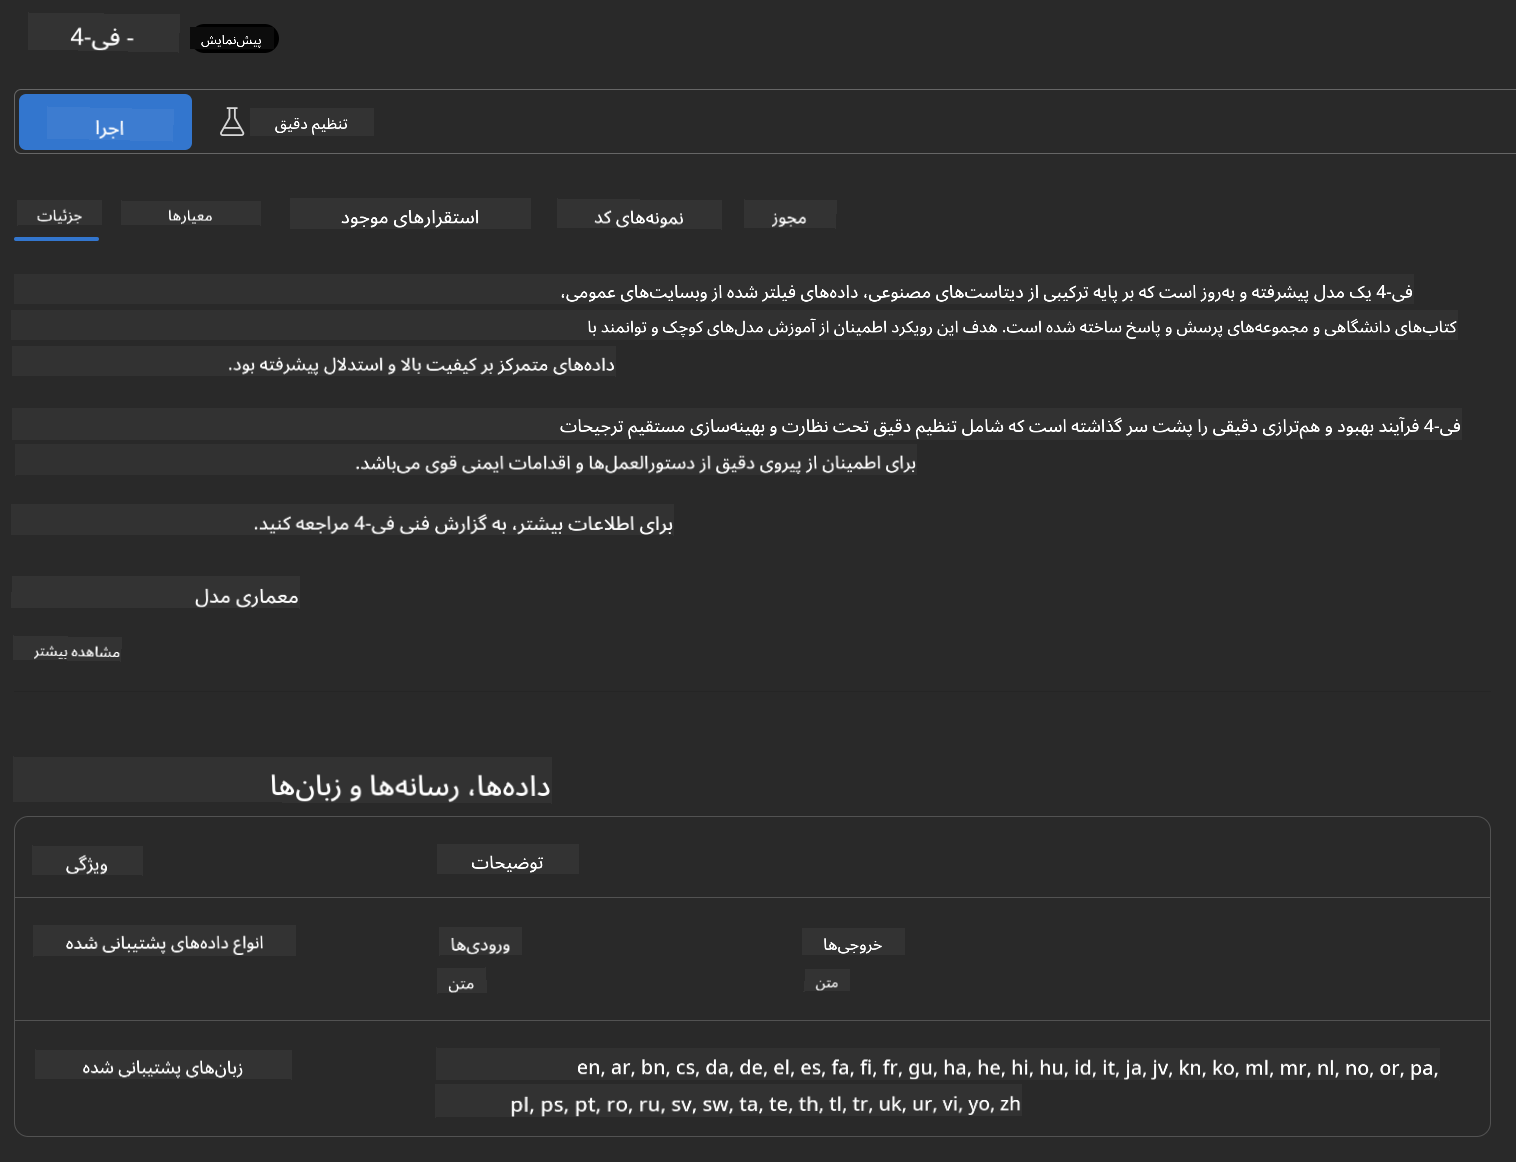 فی-4 -
پیش‌نمایش
اجرا
تنظیم دقیق
جزئیات
معیارها
استقرارهای موجود
نمونه‌های کد
مجوز
فی-4 یک مدل پیشرفته و به‌روز است که بر پایه ترکیبی از دیتاست‌های مصنوعی، داده‌های فیلتر شده از وبسایت‌های عمومی،
کتاب‌های دانشگاهی و مجموعه‌های پرسش و پاسخ ساخته شده است. هدف این رویکرد اطمینان از آموزش مدل‌های کوچک و توانمند با
داده‌های متمرکز بر کیفیت بالا و استدلال پیشرفته بود.
فی-4 فرآیند بهبود و هم‌ترازی دقیقی را پشت سر گذاشته است که شامل تنظیم دقیق تحت نظارت و بهینه‌سازی مستقیم ترجیحات
برای اطمینان از پیروی دقیق از دستورالعمل‌ها و اقدامات ایمنی قوی می‌باشد.
برای اطلاعات بیشتر، به گزارش فنی فی-4 مراجعه کنید.
معماری مدل
مشاهده بیشتر
داده‌ها، رسانه‌ها و زبان‌ها
ویژگی
توضیحات
انواع داده‌های پشتیبانی شده
ورودی‌ها
خروجی‌ها
متن
متن
زبان‌های پشتیبانی شده
en, ar, bn, cs, da, de, el, es, fa, fi, fr, gu, ha, he, hi, hu, id, it, ja, jv, kn, ko, ml, mr, nl, no, or, pa,
pl, ps, pt, ro, ru, sv, sw, ta, te, th, tl, tr, uk, ur, vi, yo, zh